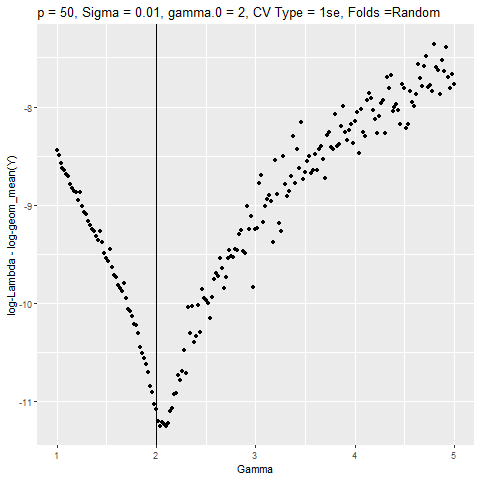 p = 50, Sigma = 0.01, gamma.0 = 2, CV Type = 1se, Folds =Random
log-Lambda - log-geom_mean(Y)
-8
-9
-10
-11
1 2 3 4 5
Gamma